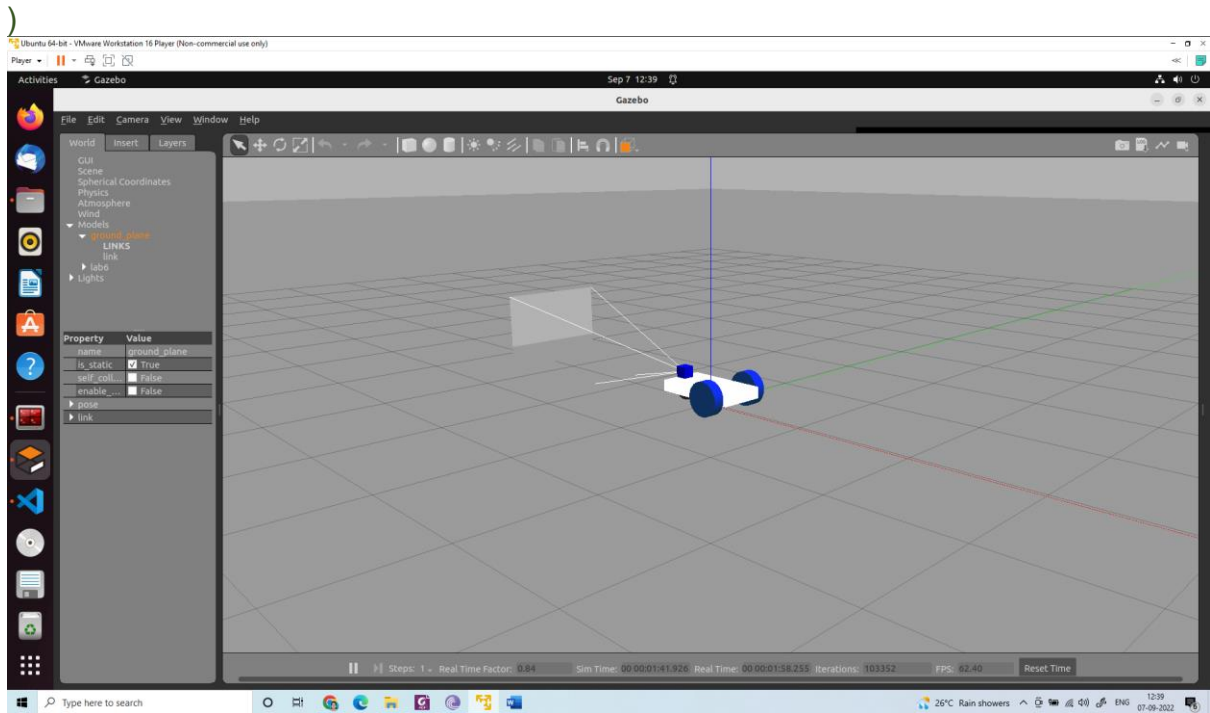 )
Ubuntu 64-bit - VMware Workstation 16 Player (Non-commercial use only)
Player
Activities Gazebo Sep 7 12:39
Gazebo
File Edit Camera View Window Help
World Insert Layers
GUI
Scene
Spherical Coordinates
Physics
Atmosphere
Wind
Models
ground_plane
LINKS
link
lab6
Lights
Property Value
name ground_plane
is_static True
self_coll... False
enable_... False
pose
link
Steps: 1 Real Time Factor: 0.84 Sim Time: 00 00:01:41.926 Real Time: 00 00:01:58.255 Iterations: 103352 FPS: 62.40 Reset Time
Type here to search 26°C Rain showers ENG 12:39
07-09-2022